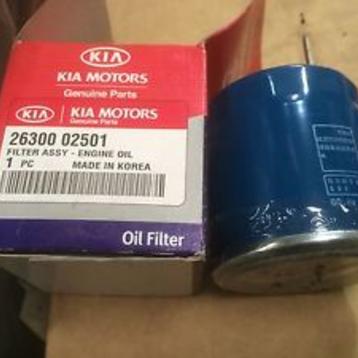 KIA
KIA MOTORS
Genuine Parts
KIA KIA MOTORS
Genuine Parts
26300 02501
FILTER ASSY - ENGINE OIL
1 PC MADE IN KOREA
Oil Filter